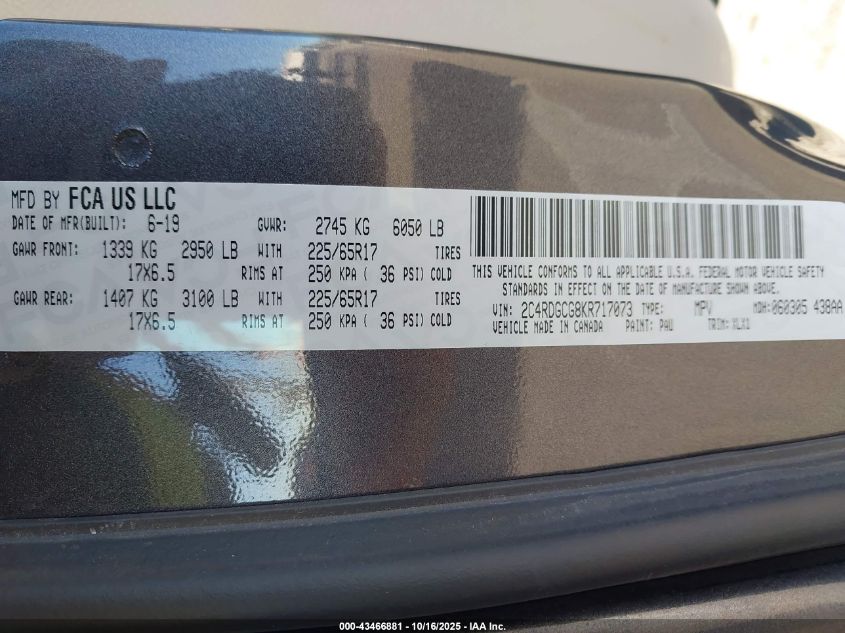 MFD BY FCA US LLC
DATE OF MFR(BUILT): 6-19 GVWR: 2745 KG 6050 LB
GAWR FRONT: 1339 KG 2950 LB WITH 225/65R17 TIRES
17X6.5 RIMS AT 250 KPA ( 36 PSI) COLD
GAWR REAR: 1407 KG 3100 LB WITH 225/65R17 TIRES
17X6.5 RIMS AT 250 KPA ( 36 PSI) COLD
THIS VEHICLE CONFORMS TO ALL APPLICABLE U.S.A. FEDERAL MOTOR VEHICLE SAFETY
STANDARDS IN EFFECT ON THE DATE OF MANUFACTURE SHOWN ABOVE.
VIN: 2C4RDGCG8KR717073 TYPE: MPV MDH:060305 438AA
VEHICLE MADE IN CANADA PAINT: PAU TRIM: XLX1
000-43466881 - 10/16/2025 - IAA Inc.